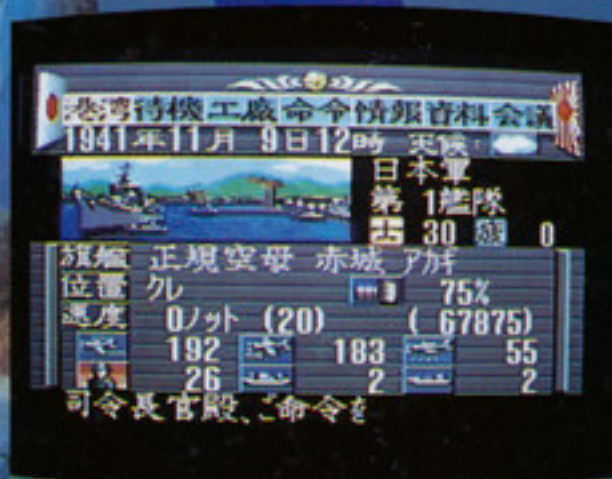 港湾待機工廠命令情報資料会議
1941年11月 9日12時 天候:
日本軍
第 1艦隊
士 30 疲 0
旗艦 正規空母 赤城 アカギ
位置 クレ 75%
速度 0ノット (20) ( 67875)
192 183 55
26 2 2
司令長官殿、ご命令を